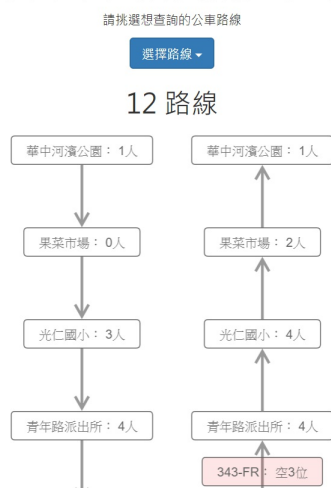 請挑選想查詢的公車路線
選擇路線
12 路線
華中河濱公園： 1人
華中河濱公園： 1人
果菜市場： 0人
果菜市場： 2人
光仁國小： 3人
光仁國小： 4人
青年路派出所： 4人
青年路派出所： 4人
343-FR： 空3位